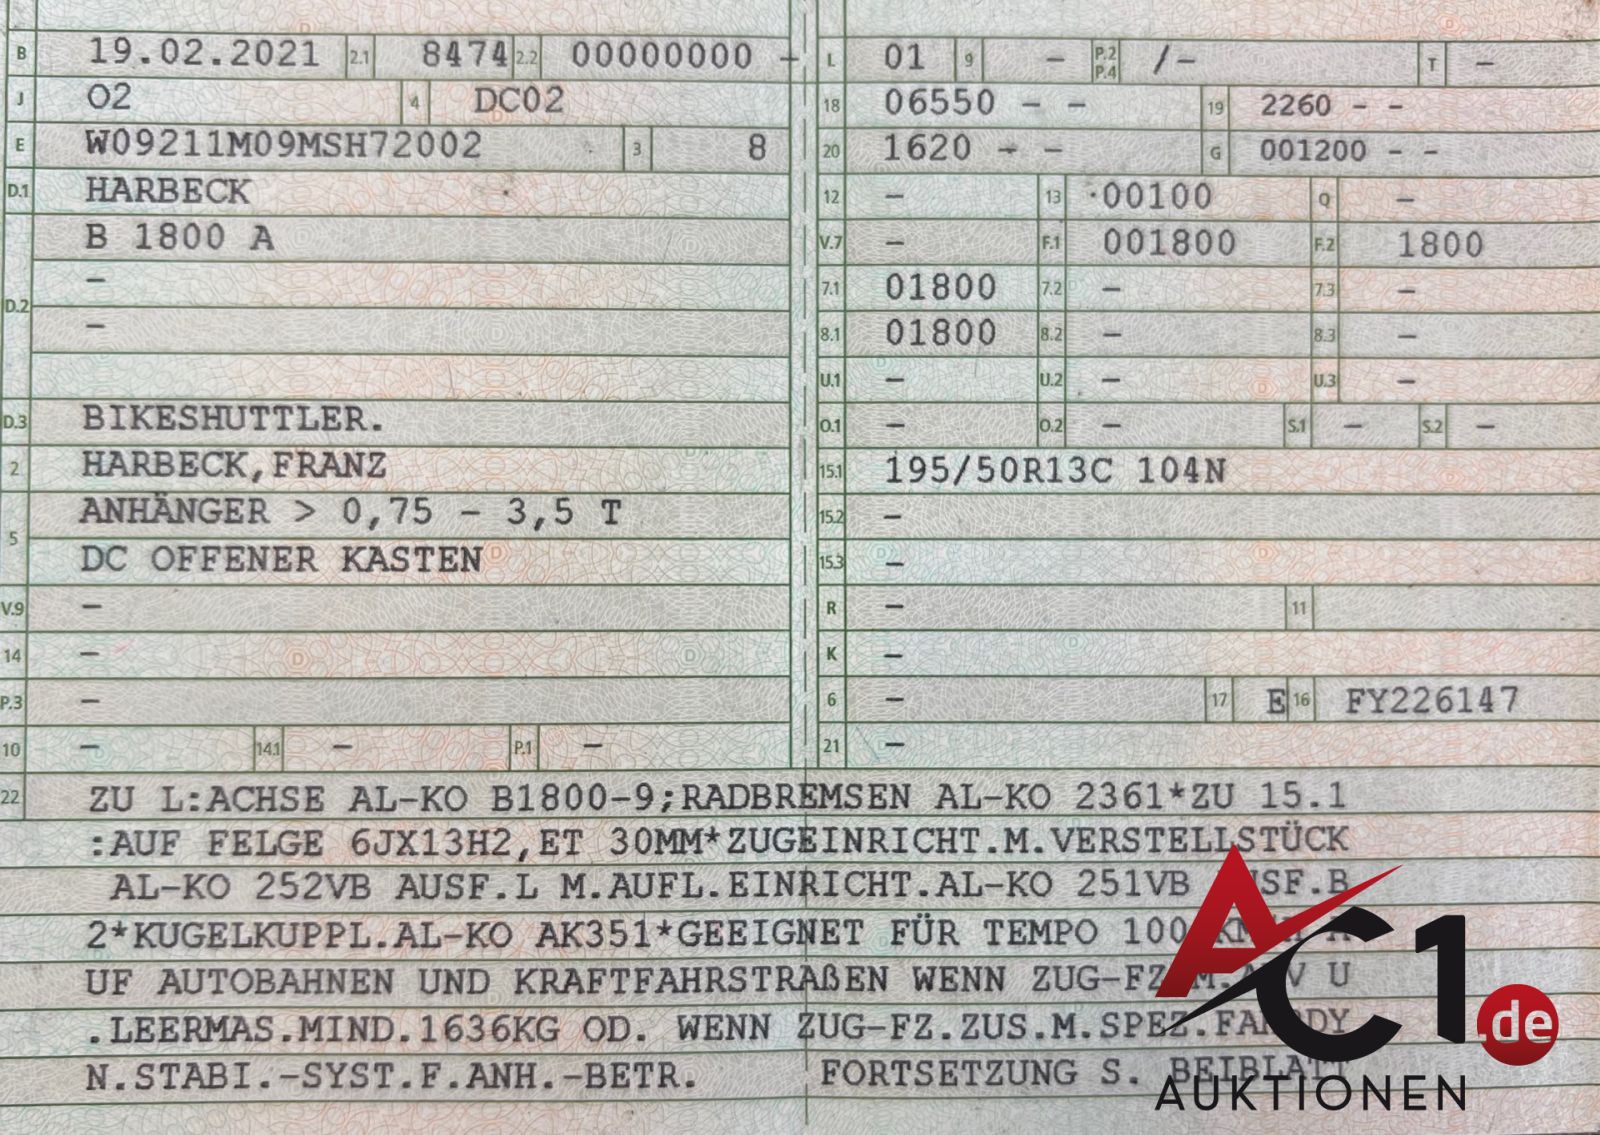 B 19.02.2021 2.1 8474 2.2 00000000 -
J O2 4 DC02
E W09211M09MSH72002 3 8
D.1 HARBECK
B 1800 A
-
D.2
-
D.3 BIKESHUTTLER.
2 HARBECK,FRANZ
ANHÄNGER > 0,75 - 3,5 T
5
DC OFFENER KASTEN
V.9 -
14 -
P.3 -
10 - 14.1 - P.1 -
L 01 9 - P.2 P.4 /- T -
18 06550 - - 19 2260 - -
20 1620 - - G 001200 - -
12 - 13 00100 Q -
V.7 - F.1 001800 F.2 1800
7.1 01800 7.2 - 7.3 -
8.1 01800 8.2 - 8.3 -
U.1 - U.2 - U.3 -
O.1 - O.2 - S.1 - S.2 -
15.1 195/50R13C 104N
15.2 -
15.3 -
R - 11
K -
6 - 17 E 16 FY226147
21 -
22 ZU L:ACHSE AL-KO B1800-9;RADBREMSEN AL-KO 2361*ZU 15.1
:AUF FELGE 6JX13H2,ET 30MM*ZUGEINRICHT.M.VERSTELLSTÜCK
AL-KO 252VB AUSF.L M.AUFL.EINRICHT.AL-KO 251VB AUSF.B
2*KUGELKUPPL.AL-KO AK351*GEEIGNET FÜR TEMPO 100 KM/H A
UF AUTOBAHNEN UND KRAFTFAHRSTRAßEN WENN ZUG-FZ.M.ABV U
.LEERMAS.MIND.1636KG OD. WENN ZUG-FZ.ZUS.M.SPEZ.FAHRDY
N.STABI.-SYST.F.ANH.-BETR. FORTSETZUNG S. BEIBLATT
AC1.de
AUKTIONEN